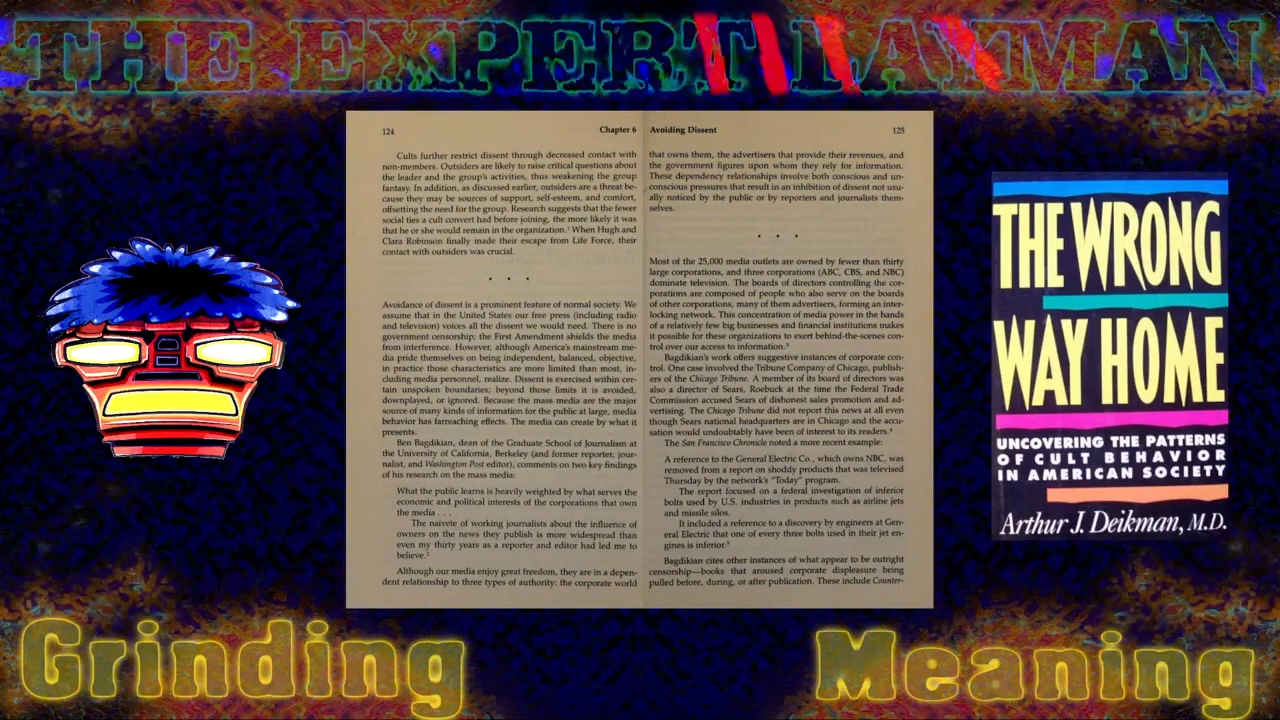 THE EXPERT LAYMAN
124
Chapter 6
Cults further restrict dissent through decreased contact with
non-members. Outsiders are likely to raise critical questions about
the leader and the group's activities, thus weakening the group
fantasy. In addition, as discussed earlier, outsiders are a threat be-
cause they may be sources of support, self-esteem, and comfort,
offsetting the need for the group. Research suggests that the fewer
social ties a cult convert had before joining, the more likely it was
that he or she would remain in the organization.¹ When Hugh and
Clara Robinson finally made their escape from Life Force, their
contact with outsiders was crucial.
• • •
Avoidance of dissent is a prominent feature of normal society. We
assume that in the United States our free press (including radio
and television) voices all the dissent we would need. There is no
government censorship; the First Amendment shields the media
from interference. However, although America's mainstream me-
dia pride themselves on being independent, balanced, objective,
in practice those characteristics are more limited than most, in-
cluding media personnel, realize. Dissent is exercised within cer-
tain unspoken boundaries; beyond those limits it is avoided,
downplayed, or ignored. Because the mass media are the major
source of many kinds of information for the public at large, media
behavior has farreaching effects. The media can create by what it
presents.
Ben Bagdikian, dean of the Graduate School of Journalism at
the University of California, Berkeley (and former reporter, jour-
nalist, and Washington Post editor), comments on two key findings
of his research on the mass media:
What the public learns is heavily weighted by what serves the
economic and political interests of the corporations that own
the media . . .
The naivete of working journalists about the influence of
owners on the news they publish is more widespread than
even my thirty years as a reporter and editor had led me to
believe.²
Although our media enjoy great freedom, they are in a depen-
dent relationship to three types of authority: the corporate world
Avoiding Dissent
125
that owns them, the advertisers that provide their revenues, and
the government figures upon whom they rely for information.
These dependency relationships involve both conscious and un-
conscious pressures that result in an inhibition of dissent not usu-
ally noticed by the public or by reporters and journalists them-
selves.
• • •
Most of the 25,000 media outlets are owned by fewer than thirty
large corporations, and three corporations (ABC, CBS, and NBC)
dominate television. The boards of directors controlling the cor-
porations are composed of people who also serve on the boards
of other corporations, many of them advertisers, forming an inter-
locking network. This concentration of media power in the hands
of a relatively few big businesses and financial institutions makes
it possible for these organizations to exert behind-the-scenes con-
trol over our access to information.³
Bagdikian's work offers suggestive instances of corporate con-
trol. One case involved the Tribune Company of Chicago, publish-
ers of the Chicago Tribune. A member of its board of directors was
also a director of Sears, Roebuck at the time the Federal Trade
Commission accused Sears of dishonest sales promotion and ad-
vertising. The Chicago Tribune did not report this news at all even
though Sears national headquarters are in Chicago and the accu-
sation would undoubtably have been of interest to its readers.⁴
The San Francisco Chronicle noted a more recent example:
A reference to the General Electric Co., which owns NBC, was
removed from a report on shoddy products that was televised
Thursday by the network's "Today" program.
The report focused on a federal investigation of inferior
bolts used by U.S. industries in products such as airline jets
and missile silos.
It included a reference to a discovery by engineers at Gen-
eral Electric that one of every three bolts used in their jet en-
gines is inferior.⁵
Bagdikian cites other instances of what appear to be outright
censorship—books that aroused corporate displeasure being
pulled before, during, or after publication. These include Counter-
THE WRONG
WAY HOME
UNCOVERING THE PATTERNS
OF CULT BEHAVIOR
IN AMERICAN SOCIETY
Arthur J. Deikman, M.D.
Grinding
Meaning